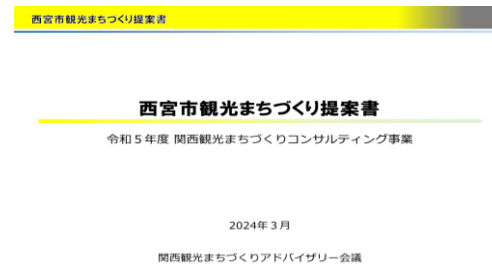 西宮市観光まちづくり提案書
西宮市観光まちづくり提案書
令和５年度 関西観光まちづくりコンサルティング事業
2024年３月
関西観光まちづくりアドバイザリー会議